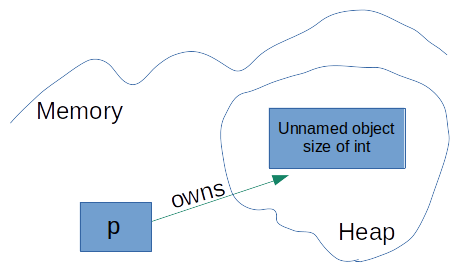 Memory
Unnamed object
size of int
owns
p
Heap